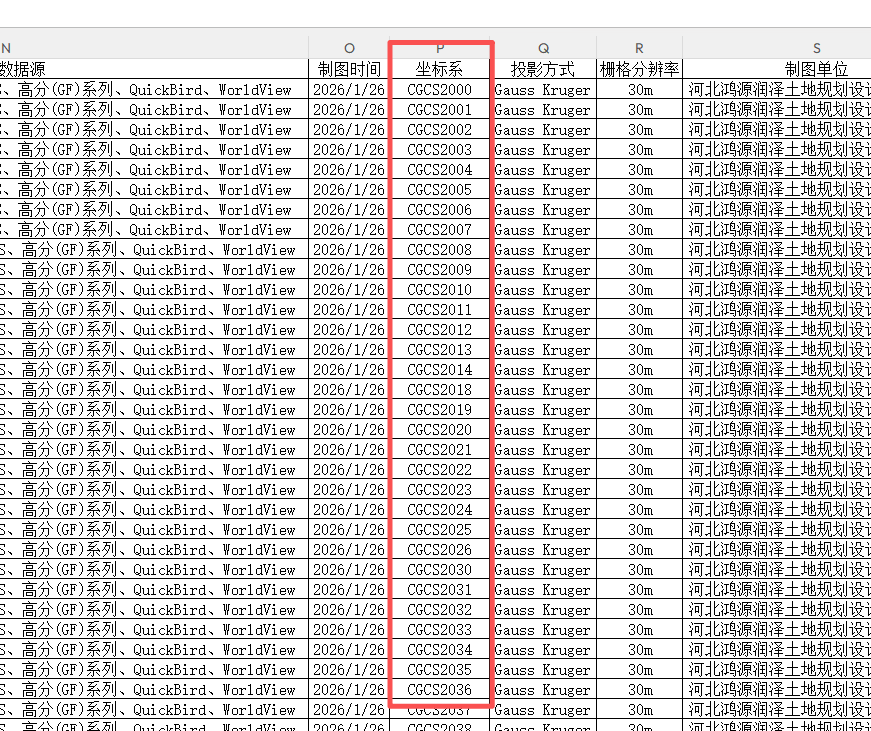 N O P Q R S
数据源 制图时间 坐标系 投影方式 栅格分辨率 制图单位
、高分(GF)系列、QuickBird、WorldView 2026/1/26 CGCS2000 Gauss Kruger 30m 河北鸿源润泽土地规划设
、高分(GF)系列、QuickBird、WorldView 2026/1/26 CGCS2001 Gauss Kruger 30m 河北鸿源润泽土地规划设
、高分(GF)系列、QuickBird、WorldView 2026/1/26 CGCS2002 Gauss Kruger 30m 河北鸿源润泽土地规划设
、高分(GF)系列、QuickBird、WorldView 2026/1/26 CGCS2003 Gauss Kruger 30m 河北鸿源润泽土地规划设
、高分(GF)系列、QuickBird、WorldView 2026/1/26 CGCS2004 Gauss Kruger 30m 河北鸿源润泽土地规划设
、高分(GF)系列、QuickBird、WorldView 2026/1/26 CGCS2005 Gauss Kruger 30m 河北鸿源润泽土地规划设
、高分(GF)系列、QuickBird、WorldView 2026/1/26 CGCS2006 Gauss Kruger 30m 河北鸿源润泽土地规划设
、高分(GF)系列、QuickBird、WorldView 2026/1/26 CGCS2007 Gauss Kruger 30m 河北鸿源润泽土地规划设
S、高分(GF)系列、QuickBird、WorldView 2026/1/26 CGCS2008 Gauss Kruger 30m 河北鸿源润泽土地规划设
S、高分(GF)系列、QuickBird、WorldView 2026/1/26 CGCS2009 Gauss Kruger 30m 河北鸿源润泽土地规划设
S、高分(GF)系列、QuickBird、WorldView 2026/1/26 CGCS2010 Gauss Kruger 30m 河北鸿源润泽土地规划设
S、高分(GF)系列、QuickBird、WorldView 2026/1/26 CGCS2011 Gauss Kruger 30m 河北鸿源润泽土地规划设
S、高分(GF)系列、QuickBird、WorldView 2026/1/26 CGCS2012 Gauss Kruger 30m 河北鸿源润泽土地规划设
S、高分(GF)系列、QuickBird、WorldView 2026/1/26 CGCS2013 Gauss Kruger 30m 河北鸿源润泽土地规划设
S、高分(GF)系列、QuickBird、WorldView 2026/1/26 CGCS2014 Gauss Kruger 30m 河北鸿源润泽土地规划设
S、高分(GF)系列、QuickBird、WorldView 2026/1/26 CGCS2018 Gauss Kruger 30m 河北鸿源润泽土地规划设
S、高分(GF)系列、QuickBird、WorldView 2026/1/26 CGCS2019 Gauss Kruger 30m 河北鸿源润泽土地规划设
S、高分(GF)系列、QuickBird、WorldView 2026/1/26 CGCS2020 Gauss Kruger 30m 河北鸿源润泽土地规划设
S、高分(GF)系列、QuickBird、WorldView 2026/1/26 CGCS2021 Gauss Kruger 30m 河北鸿源润泽土地规划设
S、高分(GF)系列、QuickBird、WorldView 2026/1/26 CGCS2022 Gauss Kruger 30m 河北鸿源润泽土地规划设
S、高分(GF)系列、QuickBird、WorldView 2026/1/26 CGCS2023 Gauss Kruger 30m 河北鸿源润泽土地规划设
S、高分(GF)系列、QuickBird、WorldView 2026/1/26 CGCS2024 Gauss Kruger 30m 河北鸿源润泽土地规划设
S、高分(GF)系列、QuickBird、WorldView 2026/1/26 CGCS2025 Gauss Kruger 30m 河北鸿源润泽土地规划设
S、高分(GF)系列、QuickBird、WorldView 2026/1/26 CGCS2026 Gauss Kruger 30m 河北鸿源润泽土地规划设
S、高分(GF)系列、QuickBird、WorldView 2026/1/26 CGCS2030 Gauss Kruger 30m 河北鸿源润泽土地规划设
S、高分(GF)系列、QuickBird、WorldView 2026/1/26 CGCS2031 Gauss Kruger 30m 河北鸿源润泽土地规划设
S、高分(GF)系列、QuickBird、WorldView 2026/1/26 CGCS2032 Gauss Kruger 30m 河北鸿源润泽土地规划设
S、高分(GF)系列、QuickBird、WorldView 2026/1/26 CGCS2033 Gauss Kruger 30m 河北鸿源润泽土地规划设
S、高分(GF)系列、QuickBird、WorldView 2026/1/26 CGCS2034 Gauss Kruger 30m 河北鸿源润泽土地规划设
S、高分(GF)系列、QuickBird、WorldView 2026/1/26 CGCS2035 Gauss Kruger 30m 河北鸿源润泽土地规划设
S、高分(GF)系列、QuickBird、WorldView 2026/1/26 CGCS2036 Gauss Kruger 30m 河北鸿源润泽土地规划设
S、高分(GF)系列、QuickBird、WorldView 2026/1/26 CGCS2037 Gauss Kruger 30m 河北鸿源润泽土地规划设
S、高分(GF)系列、QuickBird、WorldView 2026/1/26 CGCS2038 Gauss Kruger 30m 河北鸿源润泽土地规划设